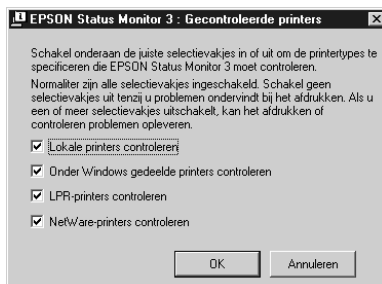 EPSON Status Monitor 3 : Gecontroleerde printers
Schakel onderaan de juiste selectievakjes in of uit om de printertypes te
specificeren die EPSON Status Monitor 3 moet controleren.
Normaliter zijn alle selectievakjes ingeschakeld. Schakel geen
selectievakjes uit tenzij u problemen ondervindt bij het afdrukken. Als u
een of meer selectievakjes uitschakelt, kan het afdrukken of
controleren problemen opleveren.
Lokale printers controleren
Onder Windows gedeelde printers controleren
LPR-printers controleren
NetWare-printers controleren
OK
Annuleren